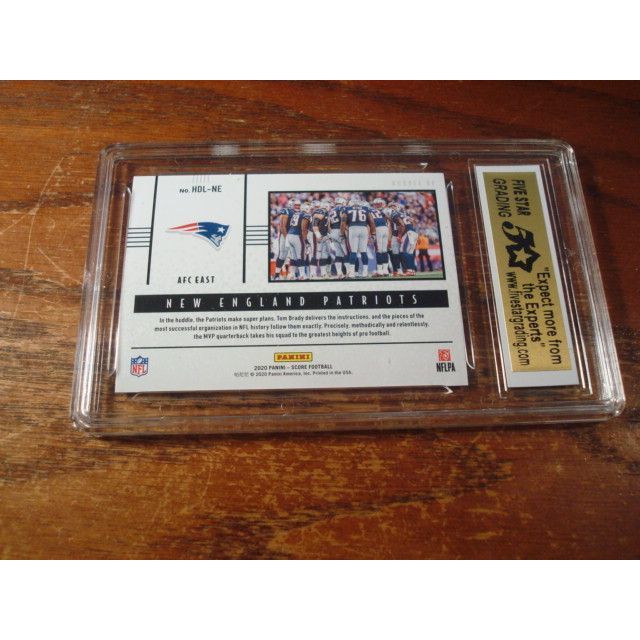 No. HDL-NE
HUDDLE UP
AFC EAST
76
NEW ENGLAND PATRIOTS
In the huddle, the Patriots make super plans. Tom Brady delivers the instructions, and the pieces of the
most successful organization in NFL history follow them exactly. Precisely, methodically and relentlessly,
the MVP quarterback takes his squad to the greatest heights of pro football.
NFL
PANINI
2020 PANINI – SCORE FOOTBALL
© 2020 Panini America, Inc. Printed in the USA.
NFLPA
FIVE STAR
GRADING
"Expect more from
the Experts"
www.fivestargrading.com